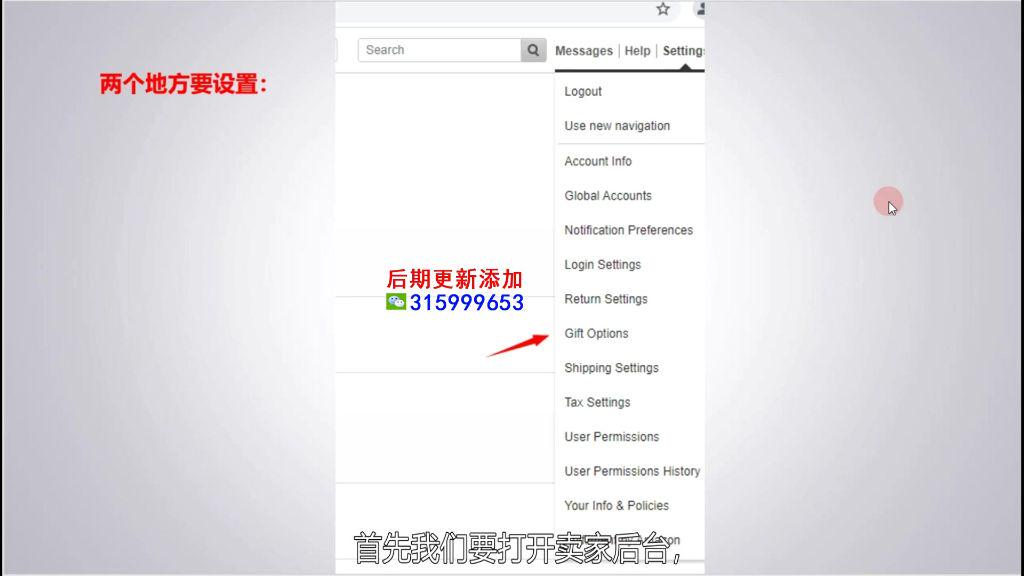 两个地方要设置：
Search
Messages | Help | Settings
Logout
Use new navigation
Account Info
Global Accounts
Notification Preferences
Login Settings
后期更新添加
315999653
Return Settings
Gift Options
Shipping Settings
Tax Settings
User Permissions
User Permissions History
Your Info & Policies
首先我们要打开卖家后台，